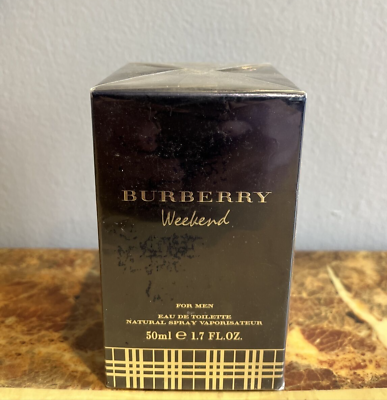 BURBERRY
Weekend
FOR MEN
EAU DE TOILETTE
NATURAL SPRAY VAPORISATEUR
50ml ℮ 1.7 FL.OZ.